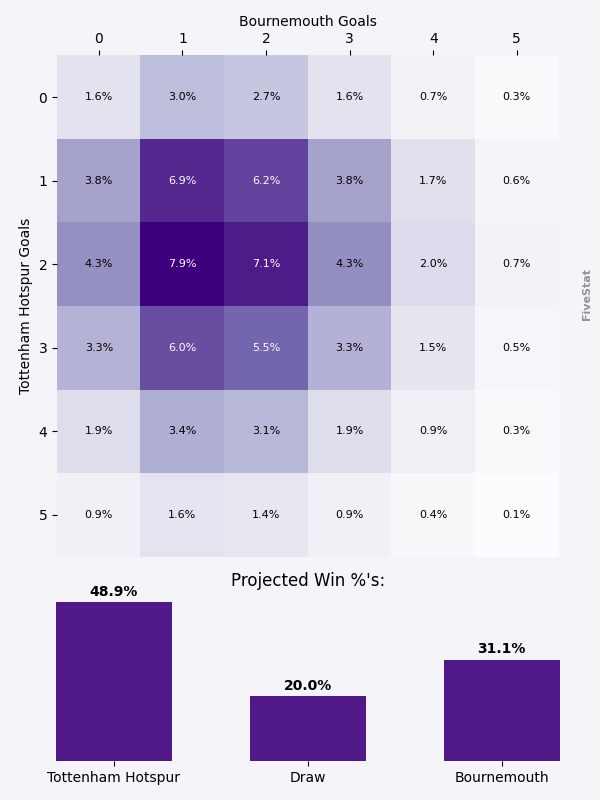 Bournemouth Goals
0 1 2 3 4 5
0 1.6% 3.0% 2.7% 1.6% 0.7% 0.3%
1 3.8% 6.9% 6.2% 3.8% 1.7% 0.6%
2 4.3% 7.9% 7.1% 4.3% 2.0% 0.7%
3 3.3% 6.0% 5.5% 3.3% 1.5% 0.5%
4 1.9% 3.4% 3.1% 1.9% 0.9% 0.3%
5 0.9% 1.6% 1.4% 0.9% 0.4% 0.1%
Tottenham Hotspur Goals
FiveStat
Projected Win %'s:
48.9% 20.0% 31.1%
Tottenham Hotspur Draw Bournemouth